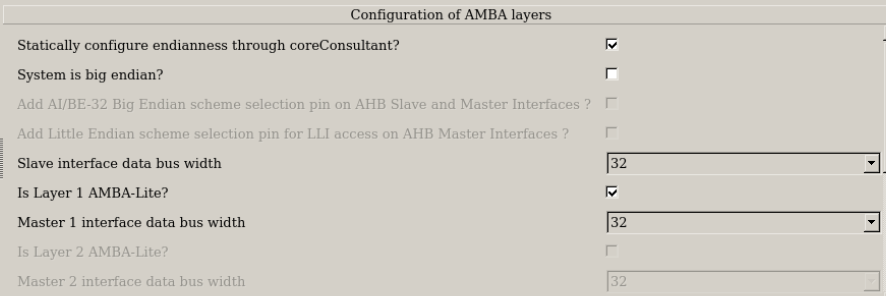 Configuration of AMBA layers
Statically configure endianness through coreConsultant?
System is big endian?
Add AI/BE-32 Big Endian scheme selection pin on AHB Slave and Master Interfaces ?
Add Little Endian scheme selection pin for LLI access on AHB Master Interfaces ?
Slave interface data bus width 32
Is Layer 1 AMBA-Lite?
Master 1 interface data bus width 32
Is Layer 2 AMBA-Lite?
Master 2 interface data bus width 32